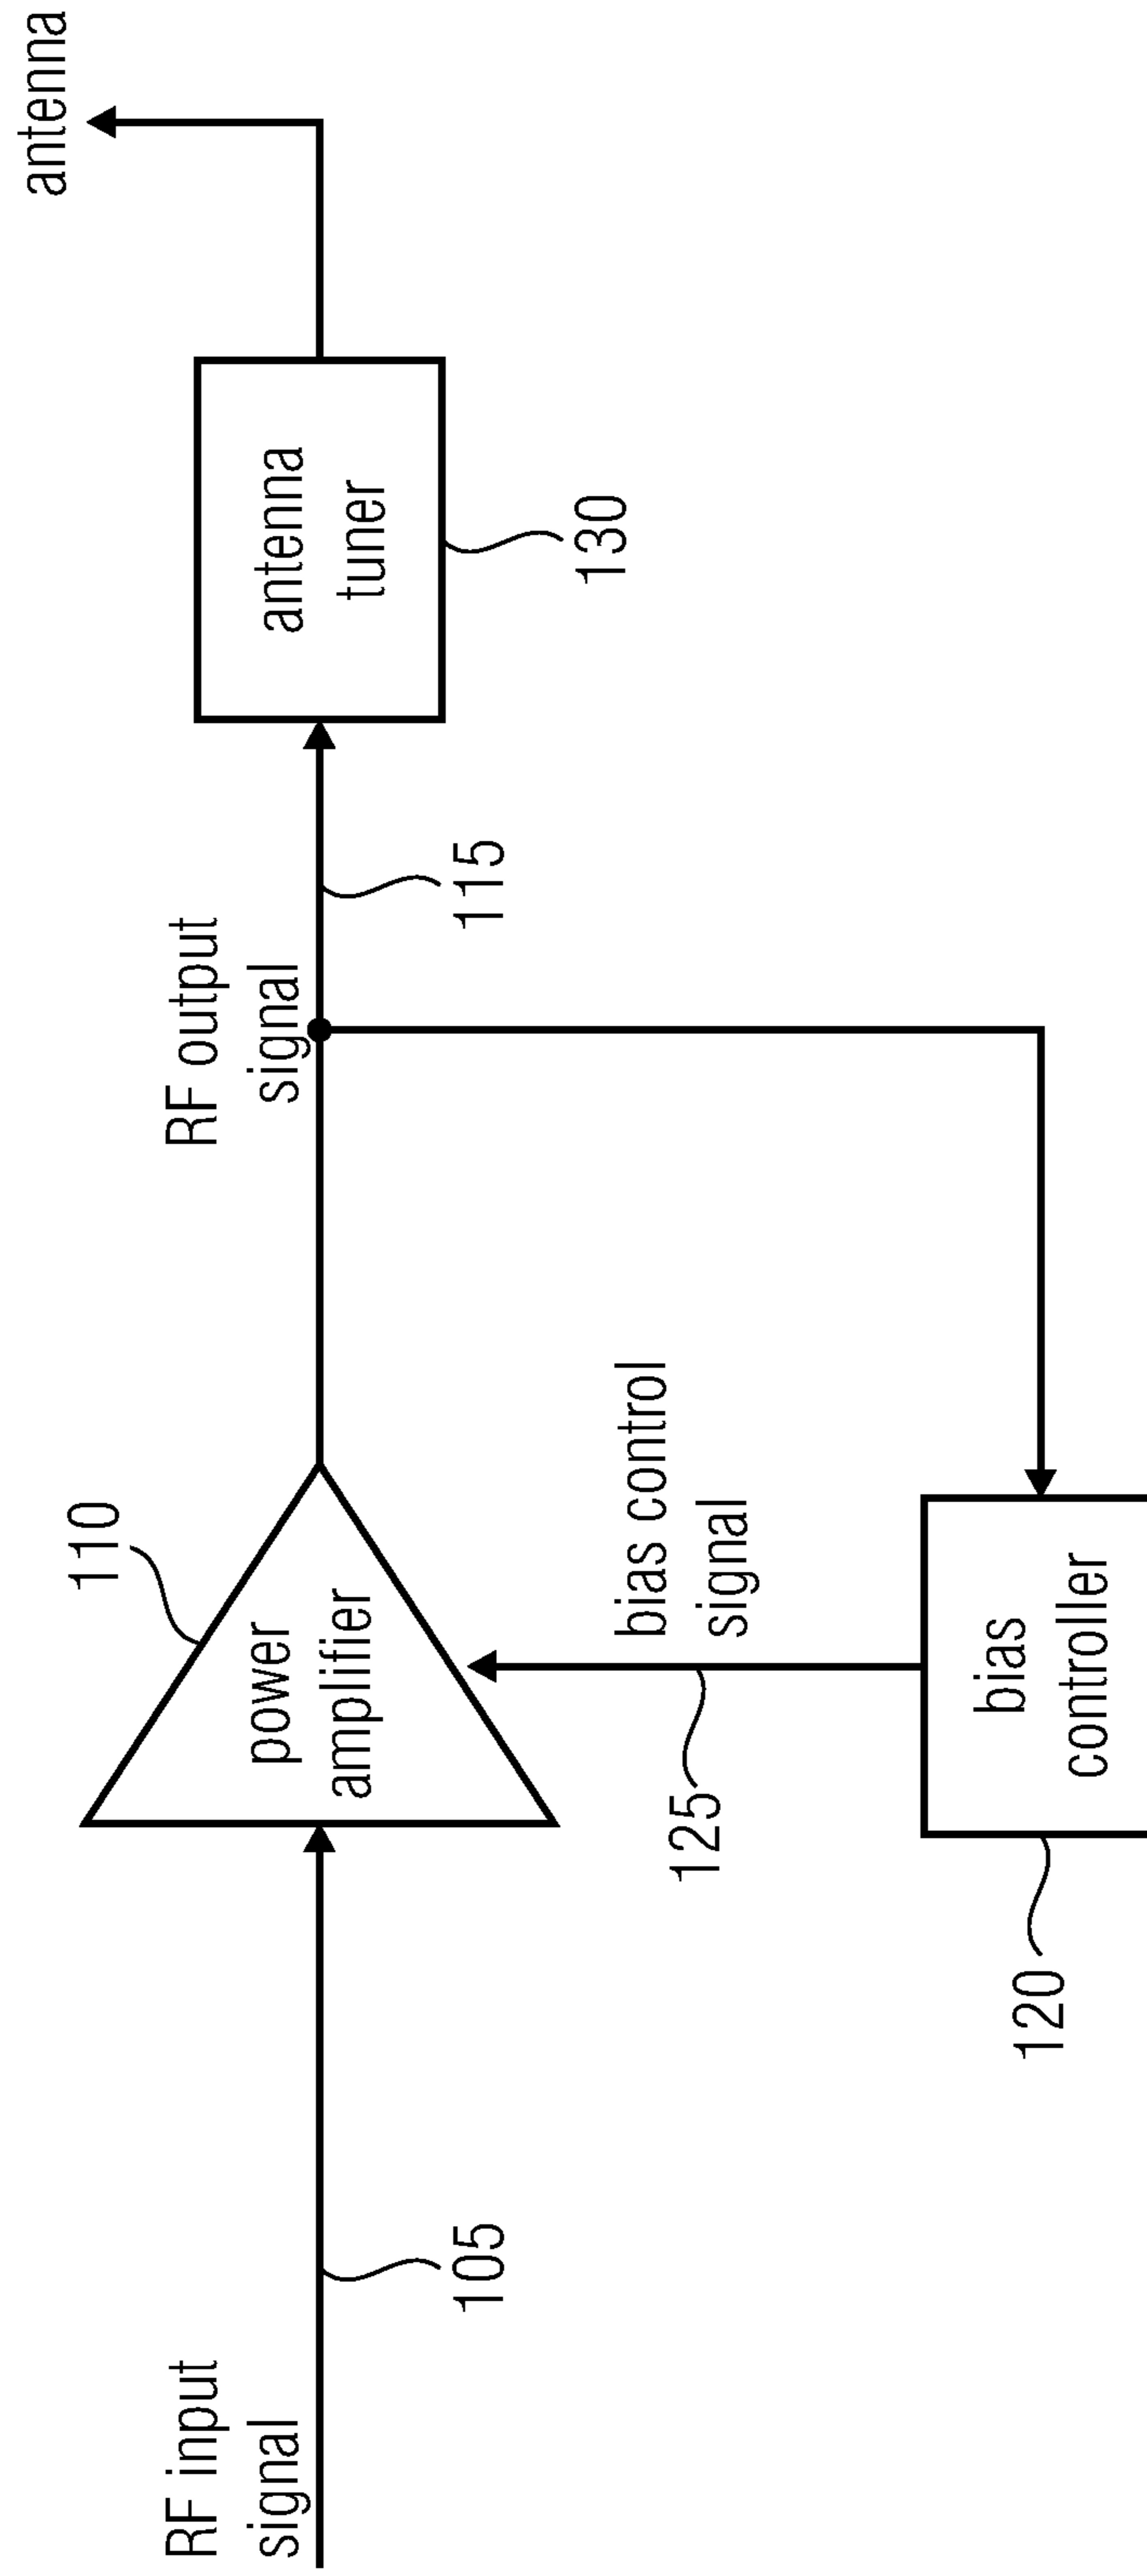 RF input
signal
105
110
power
amplifier
RF output
signal
115
antenna
tuner
130
antenna
bias control
signal
125
bias
controller
120